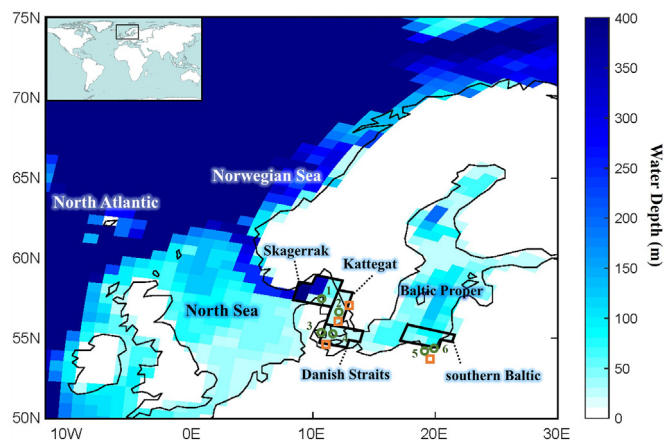 75N
70N
65N
60N
55N
50N
10W
0E
10E
20E
30E
North Atlantic
Norwegian Sea
Skagerrak
Kattegat
North Sea
Baltic Proper
Danish Straits
southern Baltic
1
2
3
5
6
400
350
300
250
200
150
100
50
0
Water Depth (m)